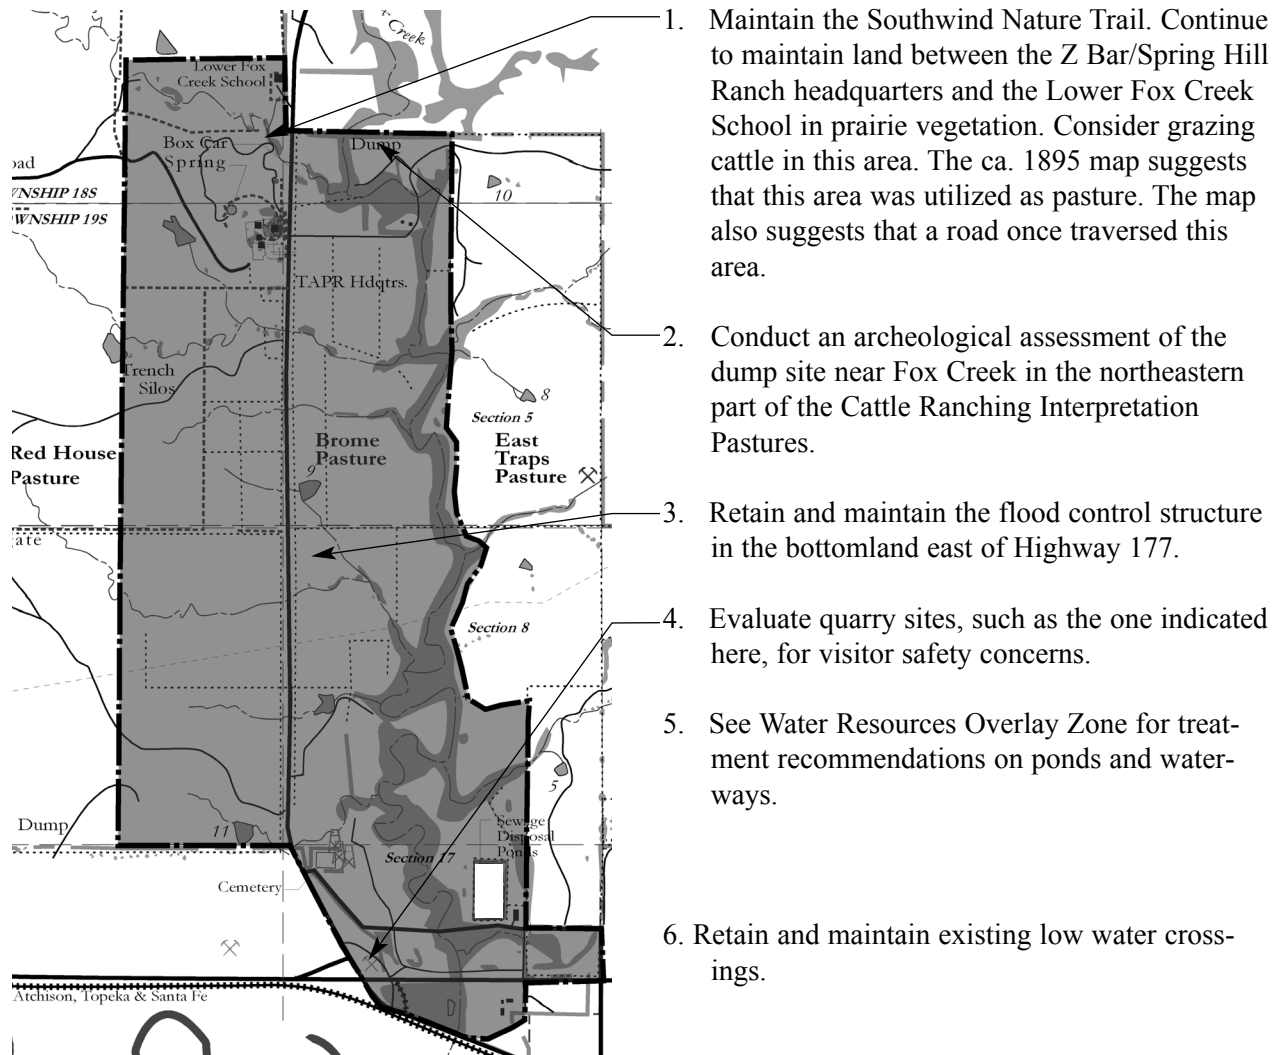 Creek
Lower Fox
Creek School
Box Car
Spring
Dump
oad
WNSHIP 18S
WNSHIP 19S
10
TAPR Hdqtrs.
Trench
Silos
8
Section 5
Brome
Pasture
East
Traps
Pasture
Red House
Pasture
9
ate
Section 8
5
Dump
11
Sewage
Disposal
Ponds
Section 17
Cemetery
7
Atchison, Topeka & Santa Fe
1. Maintain the Southwind Nature Trail. Continue
to maintain land between the Z Bar/Spring Hill
Ranch headquarters and the Lower Fox Creek
School in prairie vegetation. Consider grazing
cattle in this area. The ca. 1895 map suggests
that this area was utilized as pasture. The map
also suggests that a road once traversed this
area.
2. Conduct an archeological assessment of the
dump site near Fox Creek in the northeastern
part of the Cattle Ranching Interpretation
Pastures.
3. Retain and maintain the flood control structure
in the bottomland east of Highway 177.
4. Evaluate quarry sites, such as the one indicated
here, for visitor safety concerns.
5. See Water Resources Overlay Zone for treat-
ment recommendations on ponds and water-
ways.
6. Retain and maintain existing low water cross-
ings.